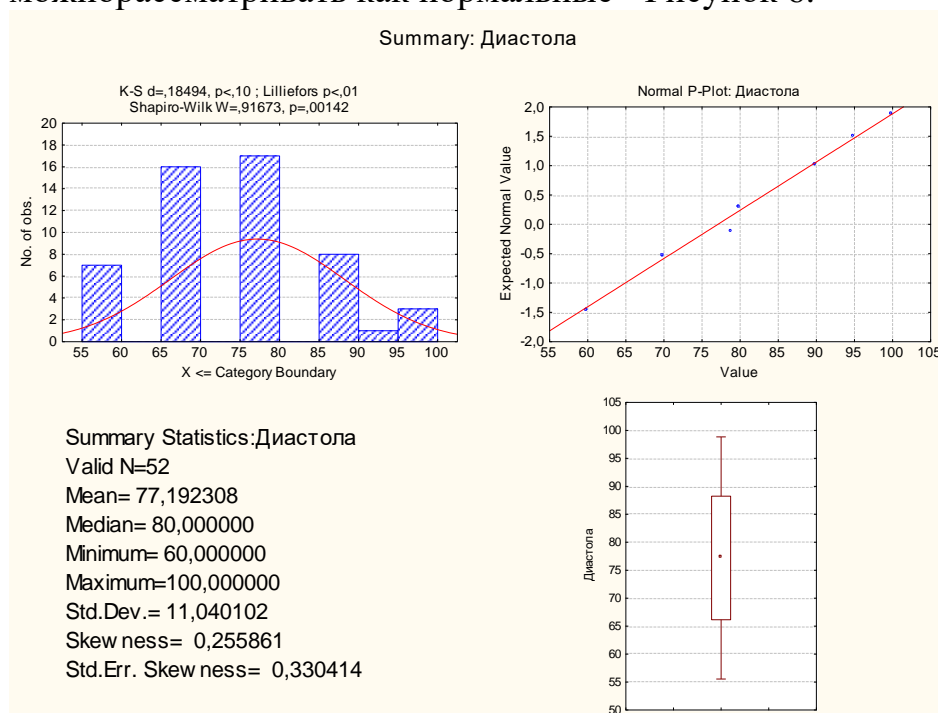 можнорассматривать как нормальные - Рисунок 8.
Summary: Диастола
K-S d=,18494, p<,10 ; Lilliefors p<,01
Shapiro-Wilk W=,91673, p=,00142
20
18
16
14
12
10
8
6
4
2
0
No. of obs.
55 60 65 70 75 80 85 90 95 100
X <= Category Boundary
Normal P-Plot: Диастола
2,0
1,5
1,0
0,5
0,0
-0,5
-1,0
-1,5
-2,0
Expected Normal Value
55 60 65 70 75 80 85 90 95 100 105
Value
Summary Statistics:Диастола
Valid N=52
Mean= 77,192308
Median= 80,000000
Minimum= 60,000000
Maximum=100,000000
Std.Dev.= 11,040102
Skew ness= 0,255861
Std.Err. Skew ness= 0,330414
105
100
95
90
85
80
75
70
65
60
55
50
Диастола